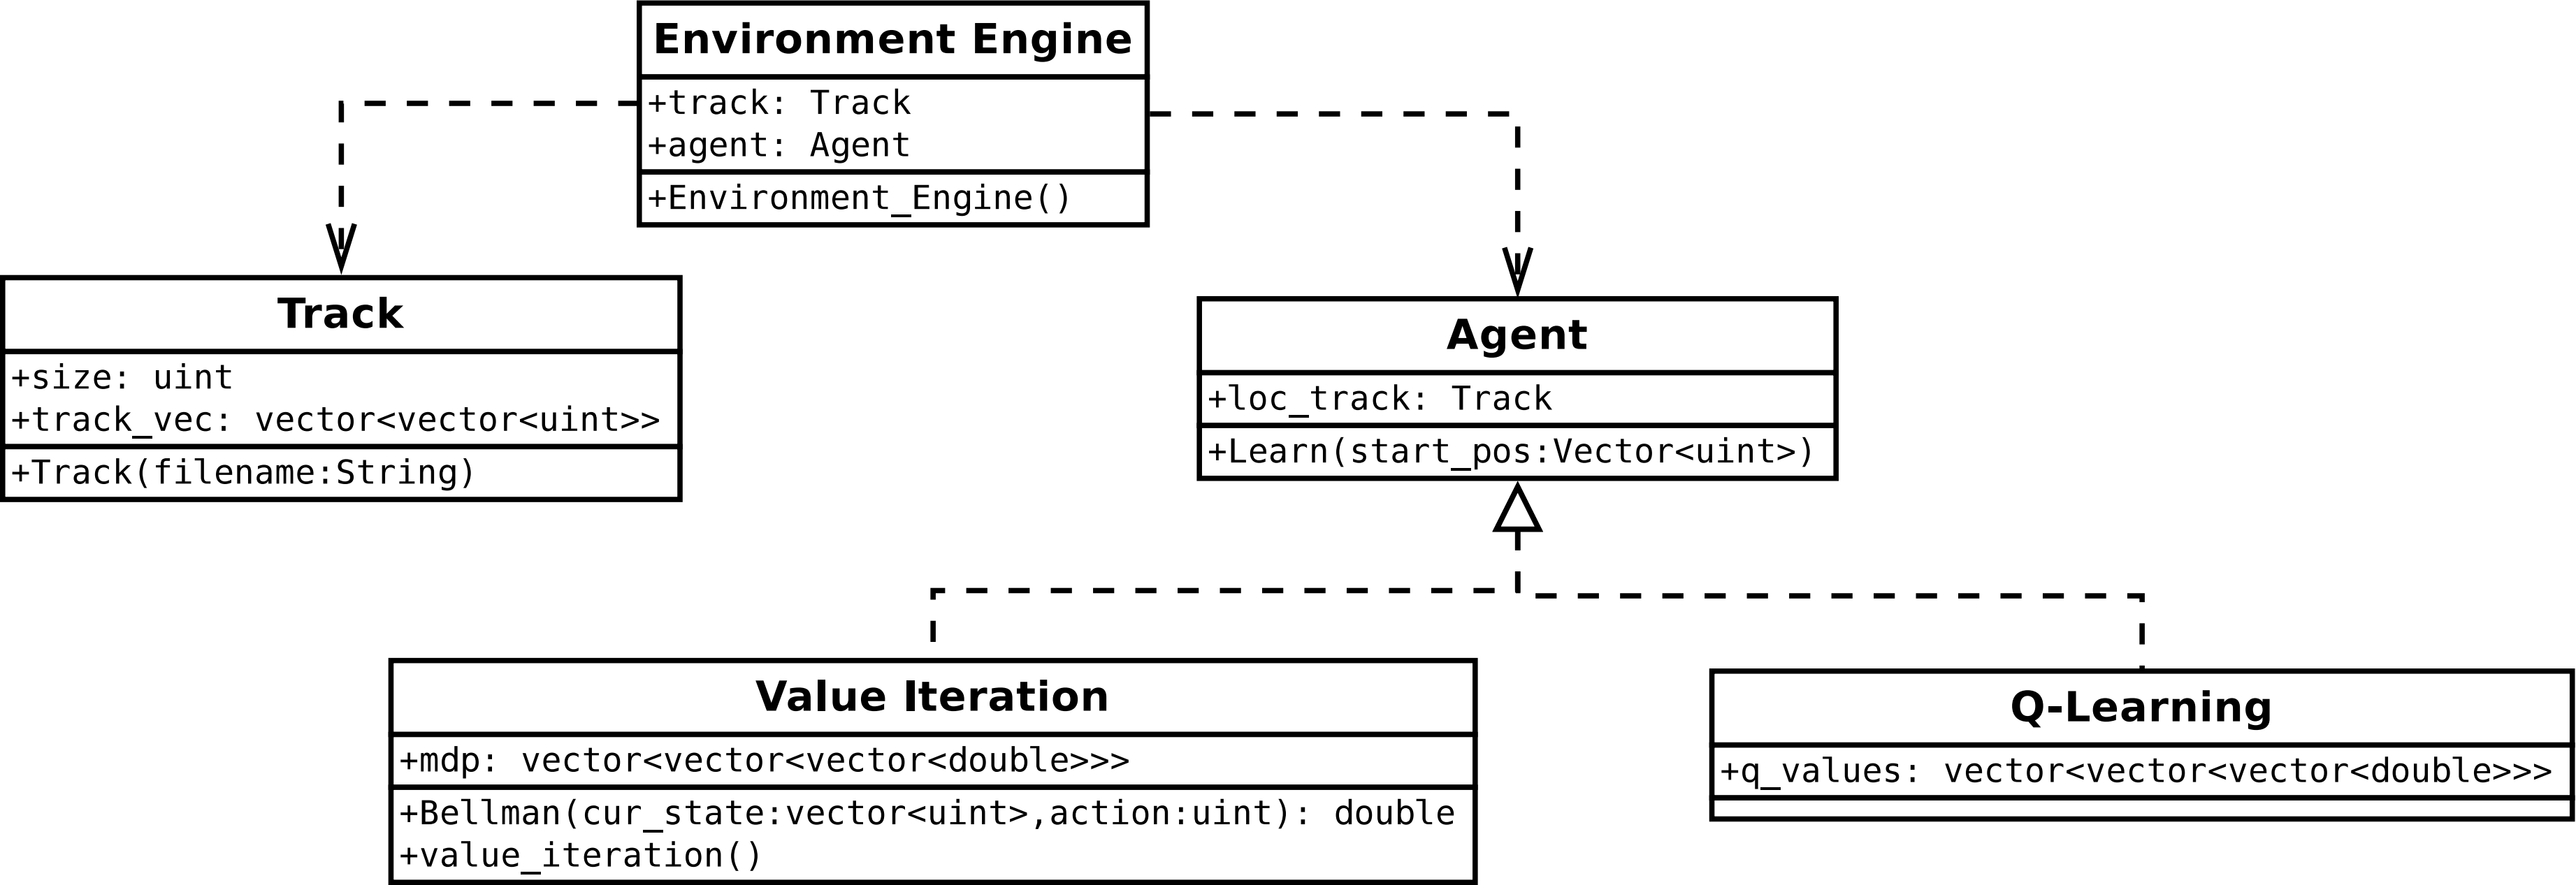 Environment Engine
+track: Track
+agent: Agent
+Environment_Engine()
Track
+size: uint
+track_vec: vector<vector<uint>>
+Track(filename:String)
Agent
+loc_track: Track
+Learn(start_pos:Vector<uint>)
Value Iteration
+mdp: vector<vector<vector<double>>>
+Bellman(cur_state:vector<uint>,action:uint): double
+value_iteration()
Q-Learning
+q_values: vector<vector<vector<double>>>